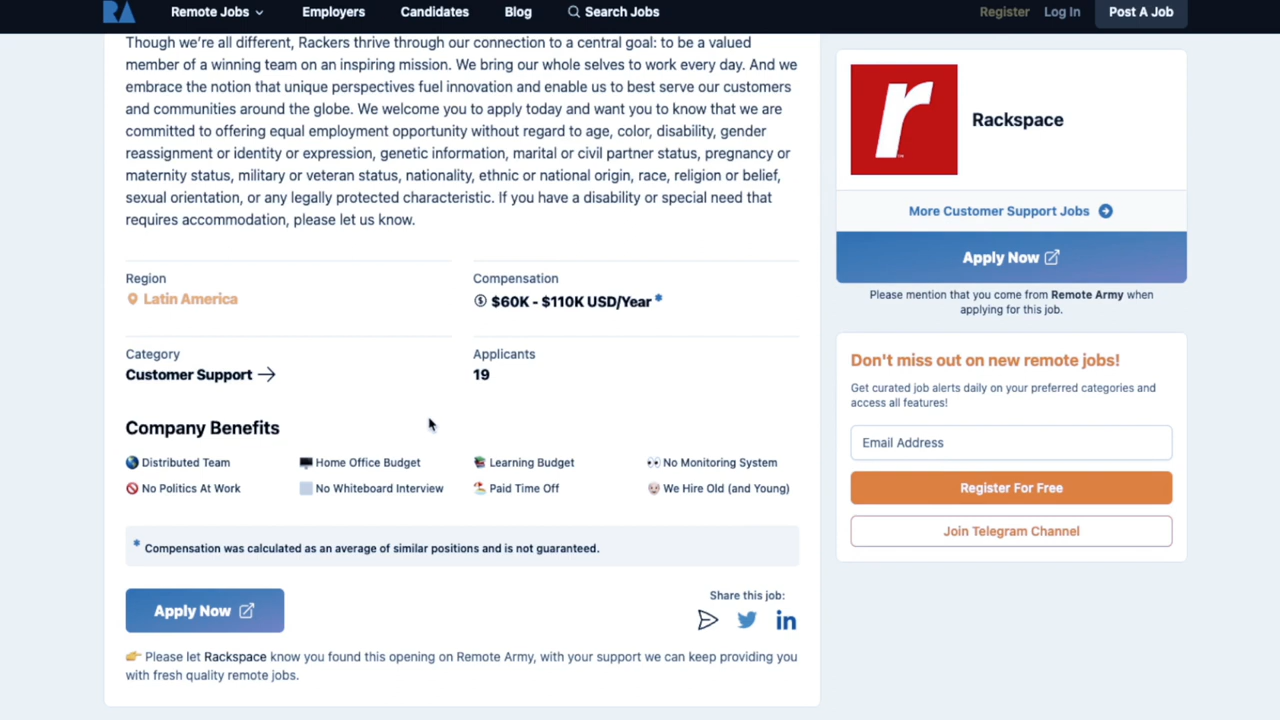 RA
Remote Jobs
Employers
Candidates
Blog
Search Jobs
Register
Log In
Post A Job
Though we're all different, Rackers thrive through our connection to a central goal: to be a valued
member of a winning team on an inspiring mission. We bring our whole selves to work every day. And we
embrace the notion that unique perspectives fuel innovation and enable us to best serve our customers
and communities around the globe. We welcome you to apply today and want you to know that we are
committed to offering equal employment opportunity without regard to age, color, disability, gender
reassignment or identity or expression, genetic information, marital or civil partner status, pregnancy or
maternity status, military or veteran status, nationality, ethnic or national origin, race, religion or belief,
sexual orientation, or any legally protected characteristic. If you have a disability or special need that
requires accommodation, please let us know.
Region
Latin America
Compensation
$60K - $110K USD/Year *
Category
Customer Support →
Applicants
19
Company Benefits
Distributed Team
Home Office Budget
Learning Budget
No Monitoring System
No Politics At Work
No Whiteboard Interview
Paid Time Off
We Hire Old (and Young)
* Compensation was calculated as an average of similar positions and is not guaranteed.
Apply Now
Share this job:
in
Please let Rackspace know you found this opening on Remote Army, with your support we can keep providing you
with fresh quality remote jobs.
r
Rackspace
More Customer Support Jobs
Apply Now
Please mention that you come from Remote Army when
applying for this job.
Don't miss out on new remote jobs!
Get curated job alerts daily on your preferred categories and
access all features!
Email Address
Register For Free
Join Telegram Channel